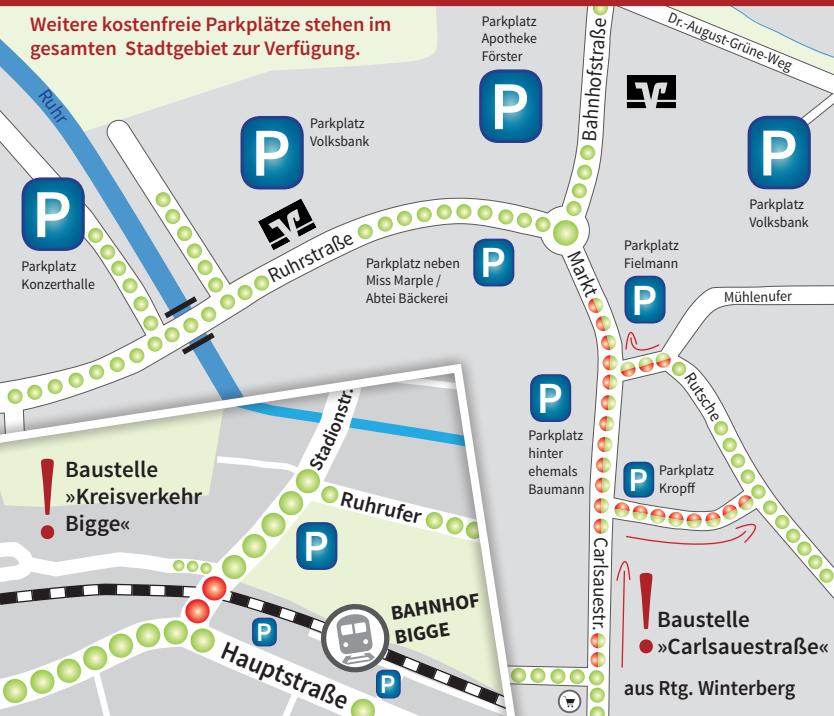 Weitere kostenfreie Parkplätze stehen im
gesamten Stadtgebiet zur Verfügung.
Parkplatz
Apotheke
Förster
P
Bahnhofstraße
Dr.-August-Grüne-Weg
Ruhr
P
Parkplatz
Volksbank
P
Parkplatz
Volksbank
P
Parkplatz
Konzerthalle
Ruhrstraße
Parkplatz neben
Miss Marple /
Abtei Bäckerei
P
Markt
Parkplatz
Fielmann
P
Mühlenufer
Rutsche
P
Parkplatz
hinter
ehemals
Baumann
P
Parkplatz
Kropff
Carlsauestr.
! Baustelle
»Carlsauestraße«
aus Rtg. Winterberg
! Baustelle
»Kreisverkehr
Bigge«
Stadionstr.
Ruhrufer
P
BAHNHOF
BIGGE
P
Hauptstraße
P